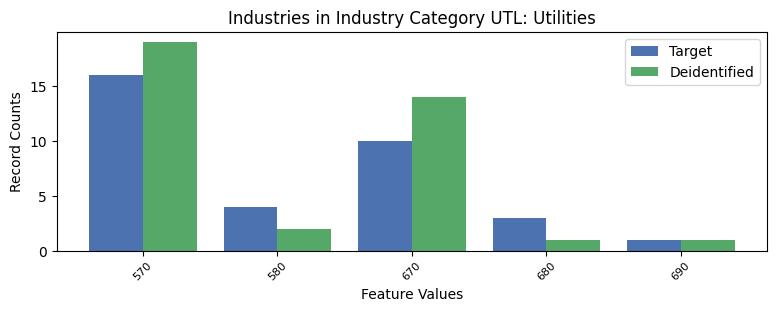 Industries in Industry Category UTL: Utilities
Target
Deidentified
Record Counts
15
10
5
0
570
580
670
680
690
Feature Values